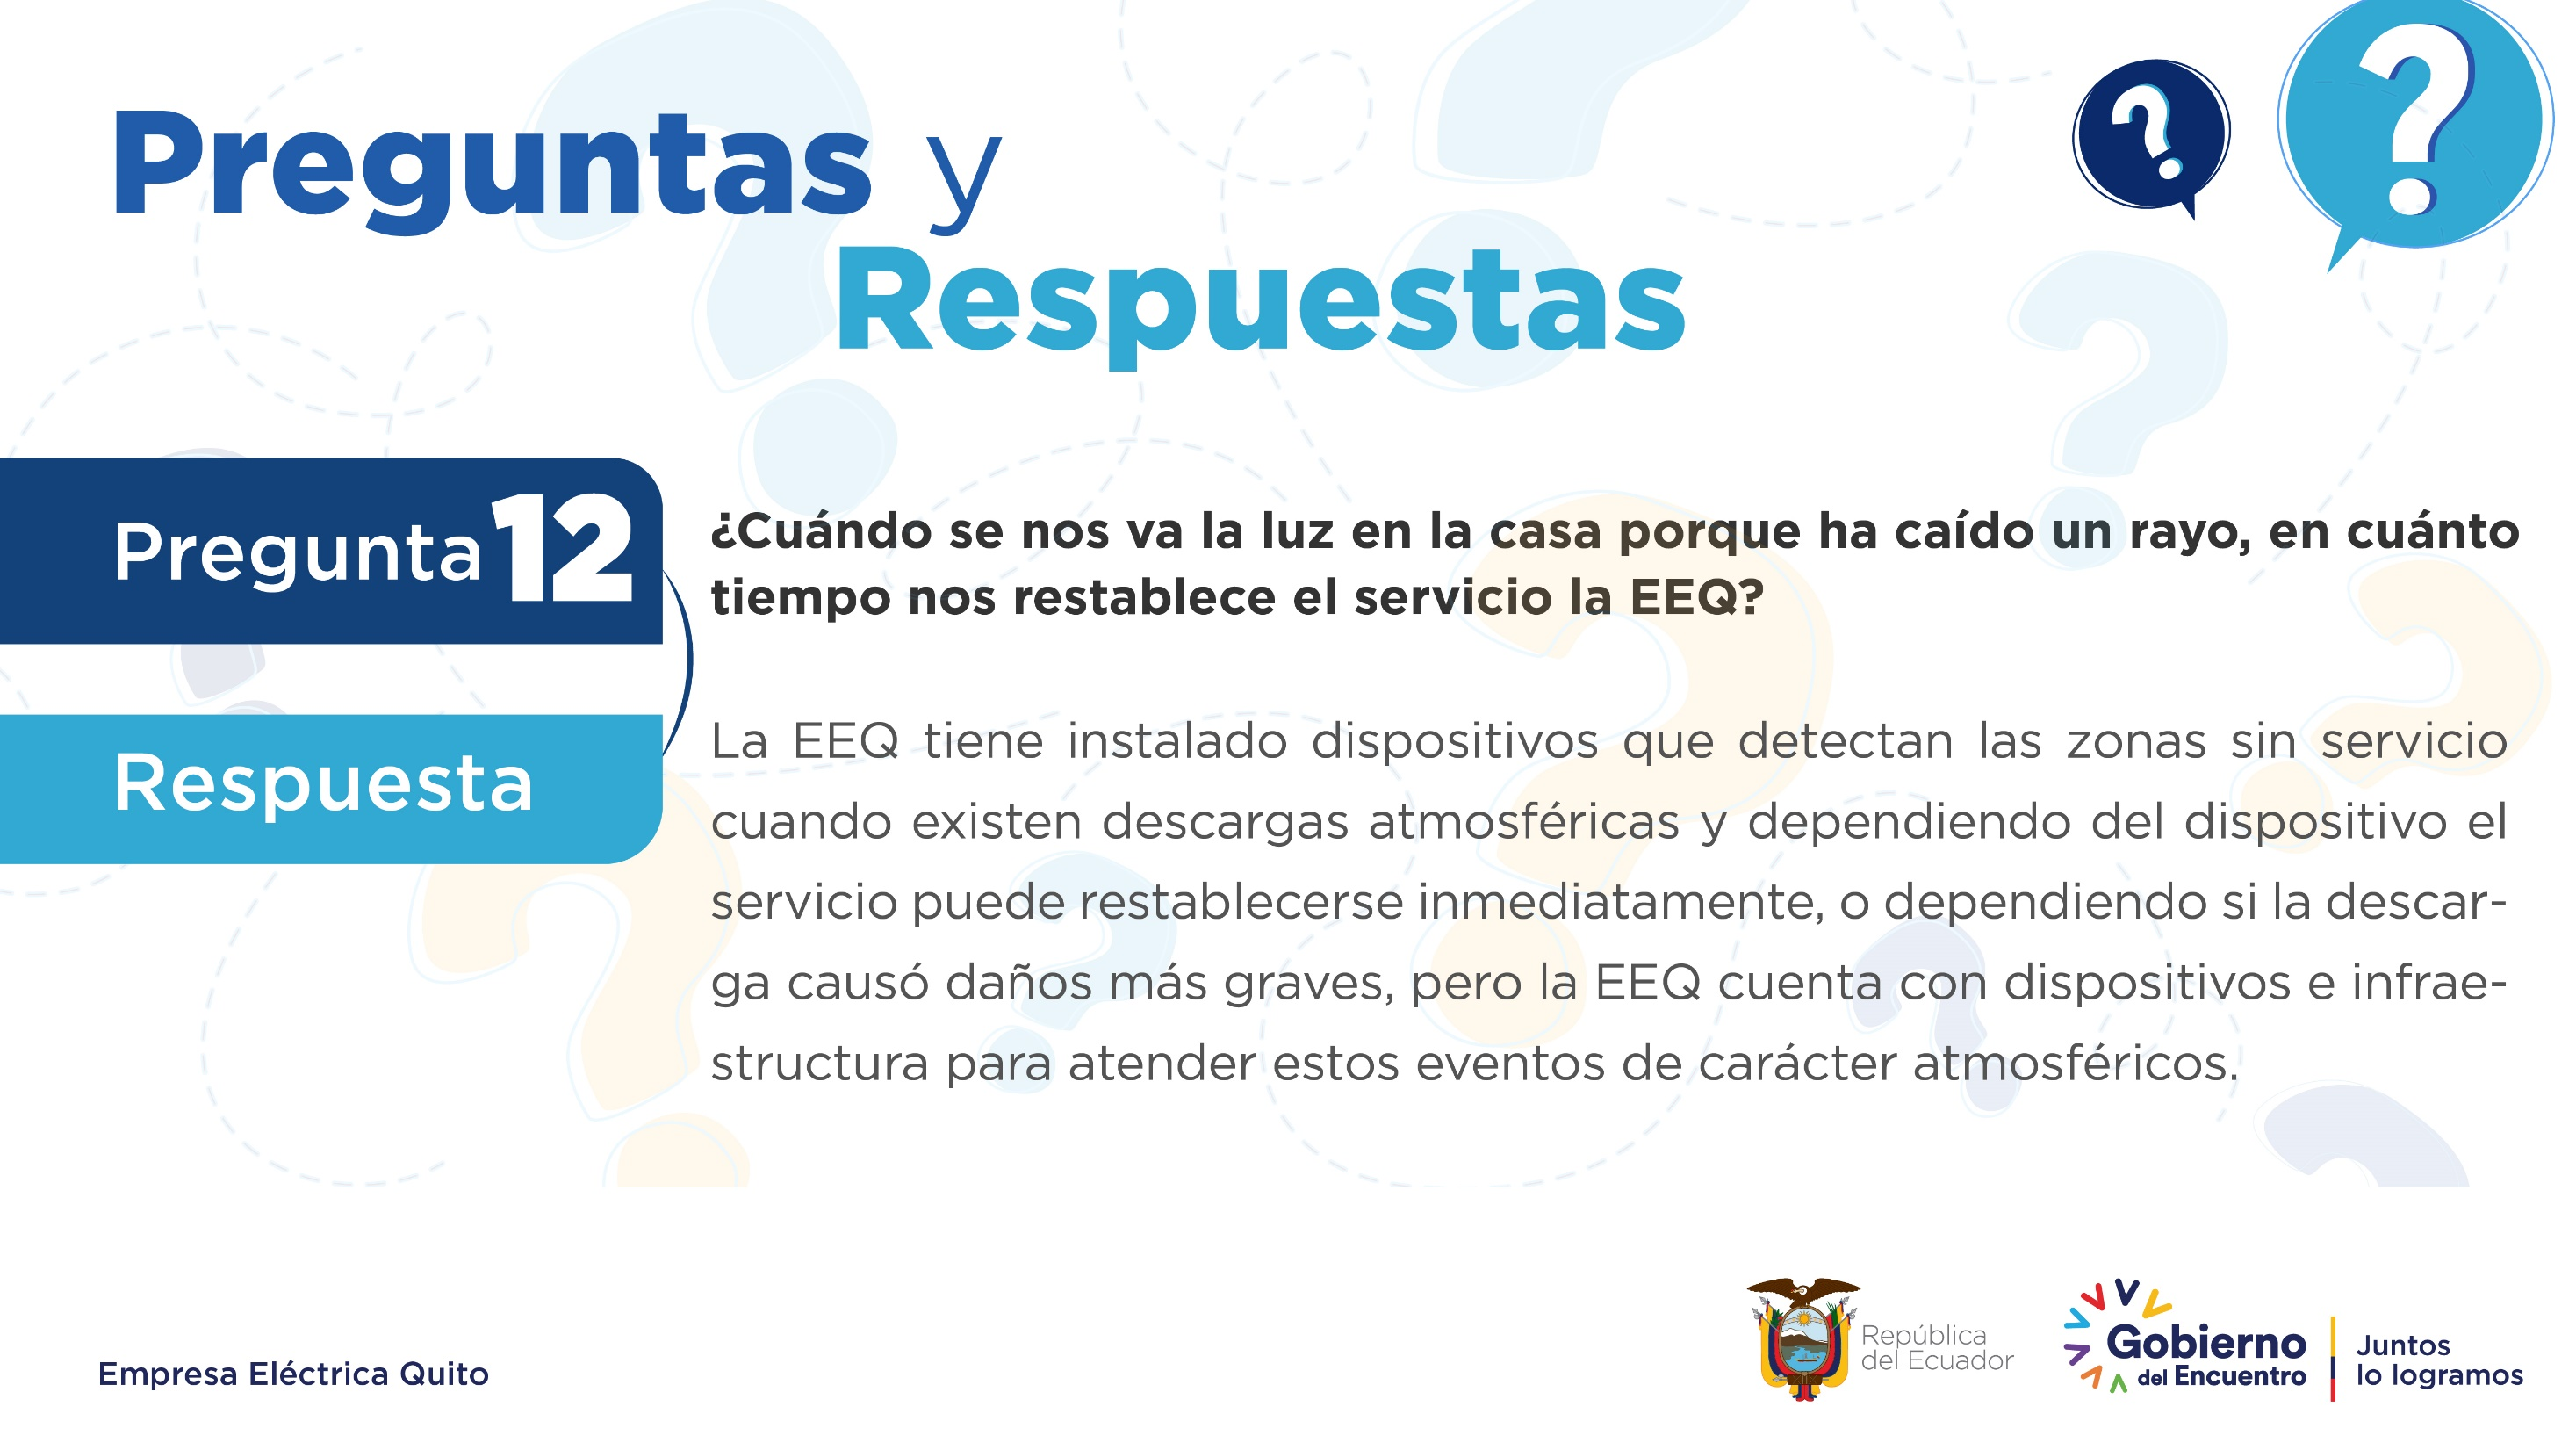 Preguntas y
Respuestas
Pregunta 12
¿Cuándo se nos va la luz en la casa porque ha caído un rayo, en cuánto
tiempo nos restablece el servicio la EEQ?
Respuesta
La EEQ tiene instalado dispositivos que detectan las zonas sin servicio
cuando existen descargas atmosféricas y dependiendo del dispositivo el
servicio puede restablecerse inmediatamente, o dependiendo si la descar-
ga causó daños más graves, pero la EEQ cuenta con dispositivos e infrae-
structura para atender estos eventos de carácter atmosféricos.
Empresa Eléctrica Quito
República
del Ecuador
Gobierno
del Encuentro
Juntos
lo logramos